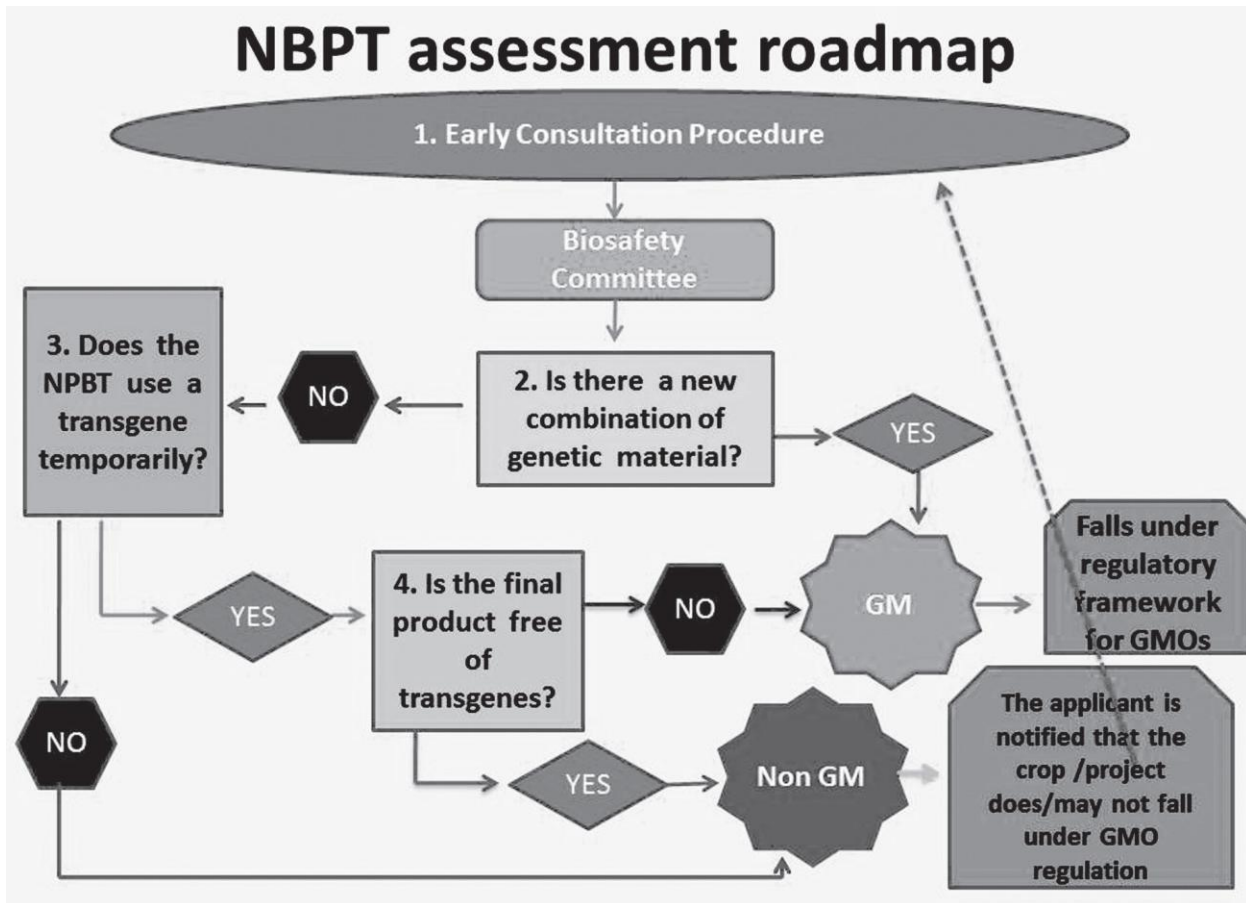 NBPT assessment roadmap
1. Early Consultation Procedure
Biosafety
Committee
2. Is there a new
combination of
genetic material?
NO
3. Does the
NPBT use a
transgene
temporarily?
YES
YES
4. Is the final
product free
of
transgenes?
NO
GM
Falls under
regulatory
framework
for GMOs
NO
YES
Non GM
The applicant is
notified that the
crop /project
does/may not fall
under GMO
regulation